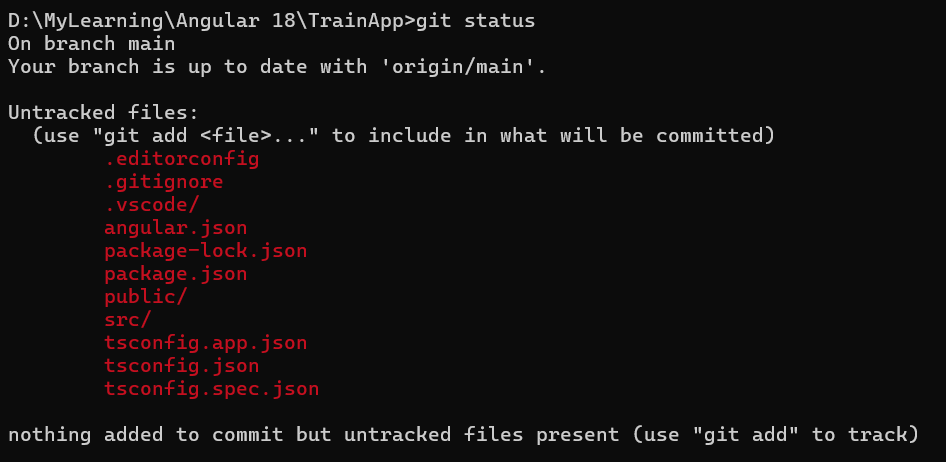 D:\MyLearning\Angular 18\TrainApp>git status
On branch main
Your branch is up to date with 'origin/main'.

Untracked files:
  (use "git add <file>..." to include in what will be committed)
        .editorconfig
        .gitignore
        .vscode/
        angular.json
        package-lock.json
        package.json
        public/
        src/
        tsconfig.app.json
        tsconfig.json
        tsconfig.spec.json

nothing added to commit but untracked files present (use "git add" to track)